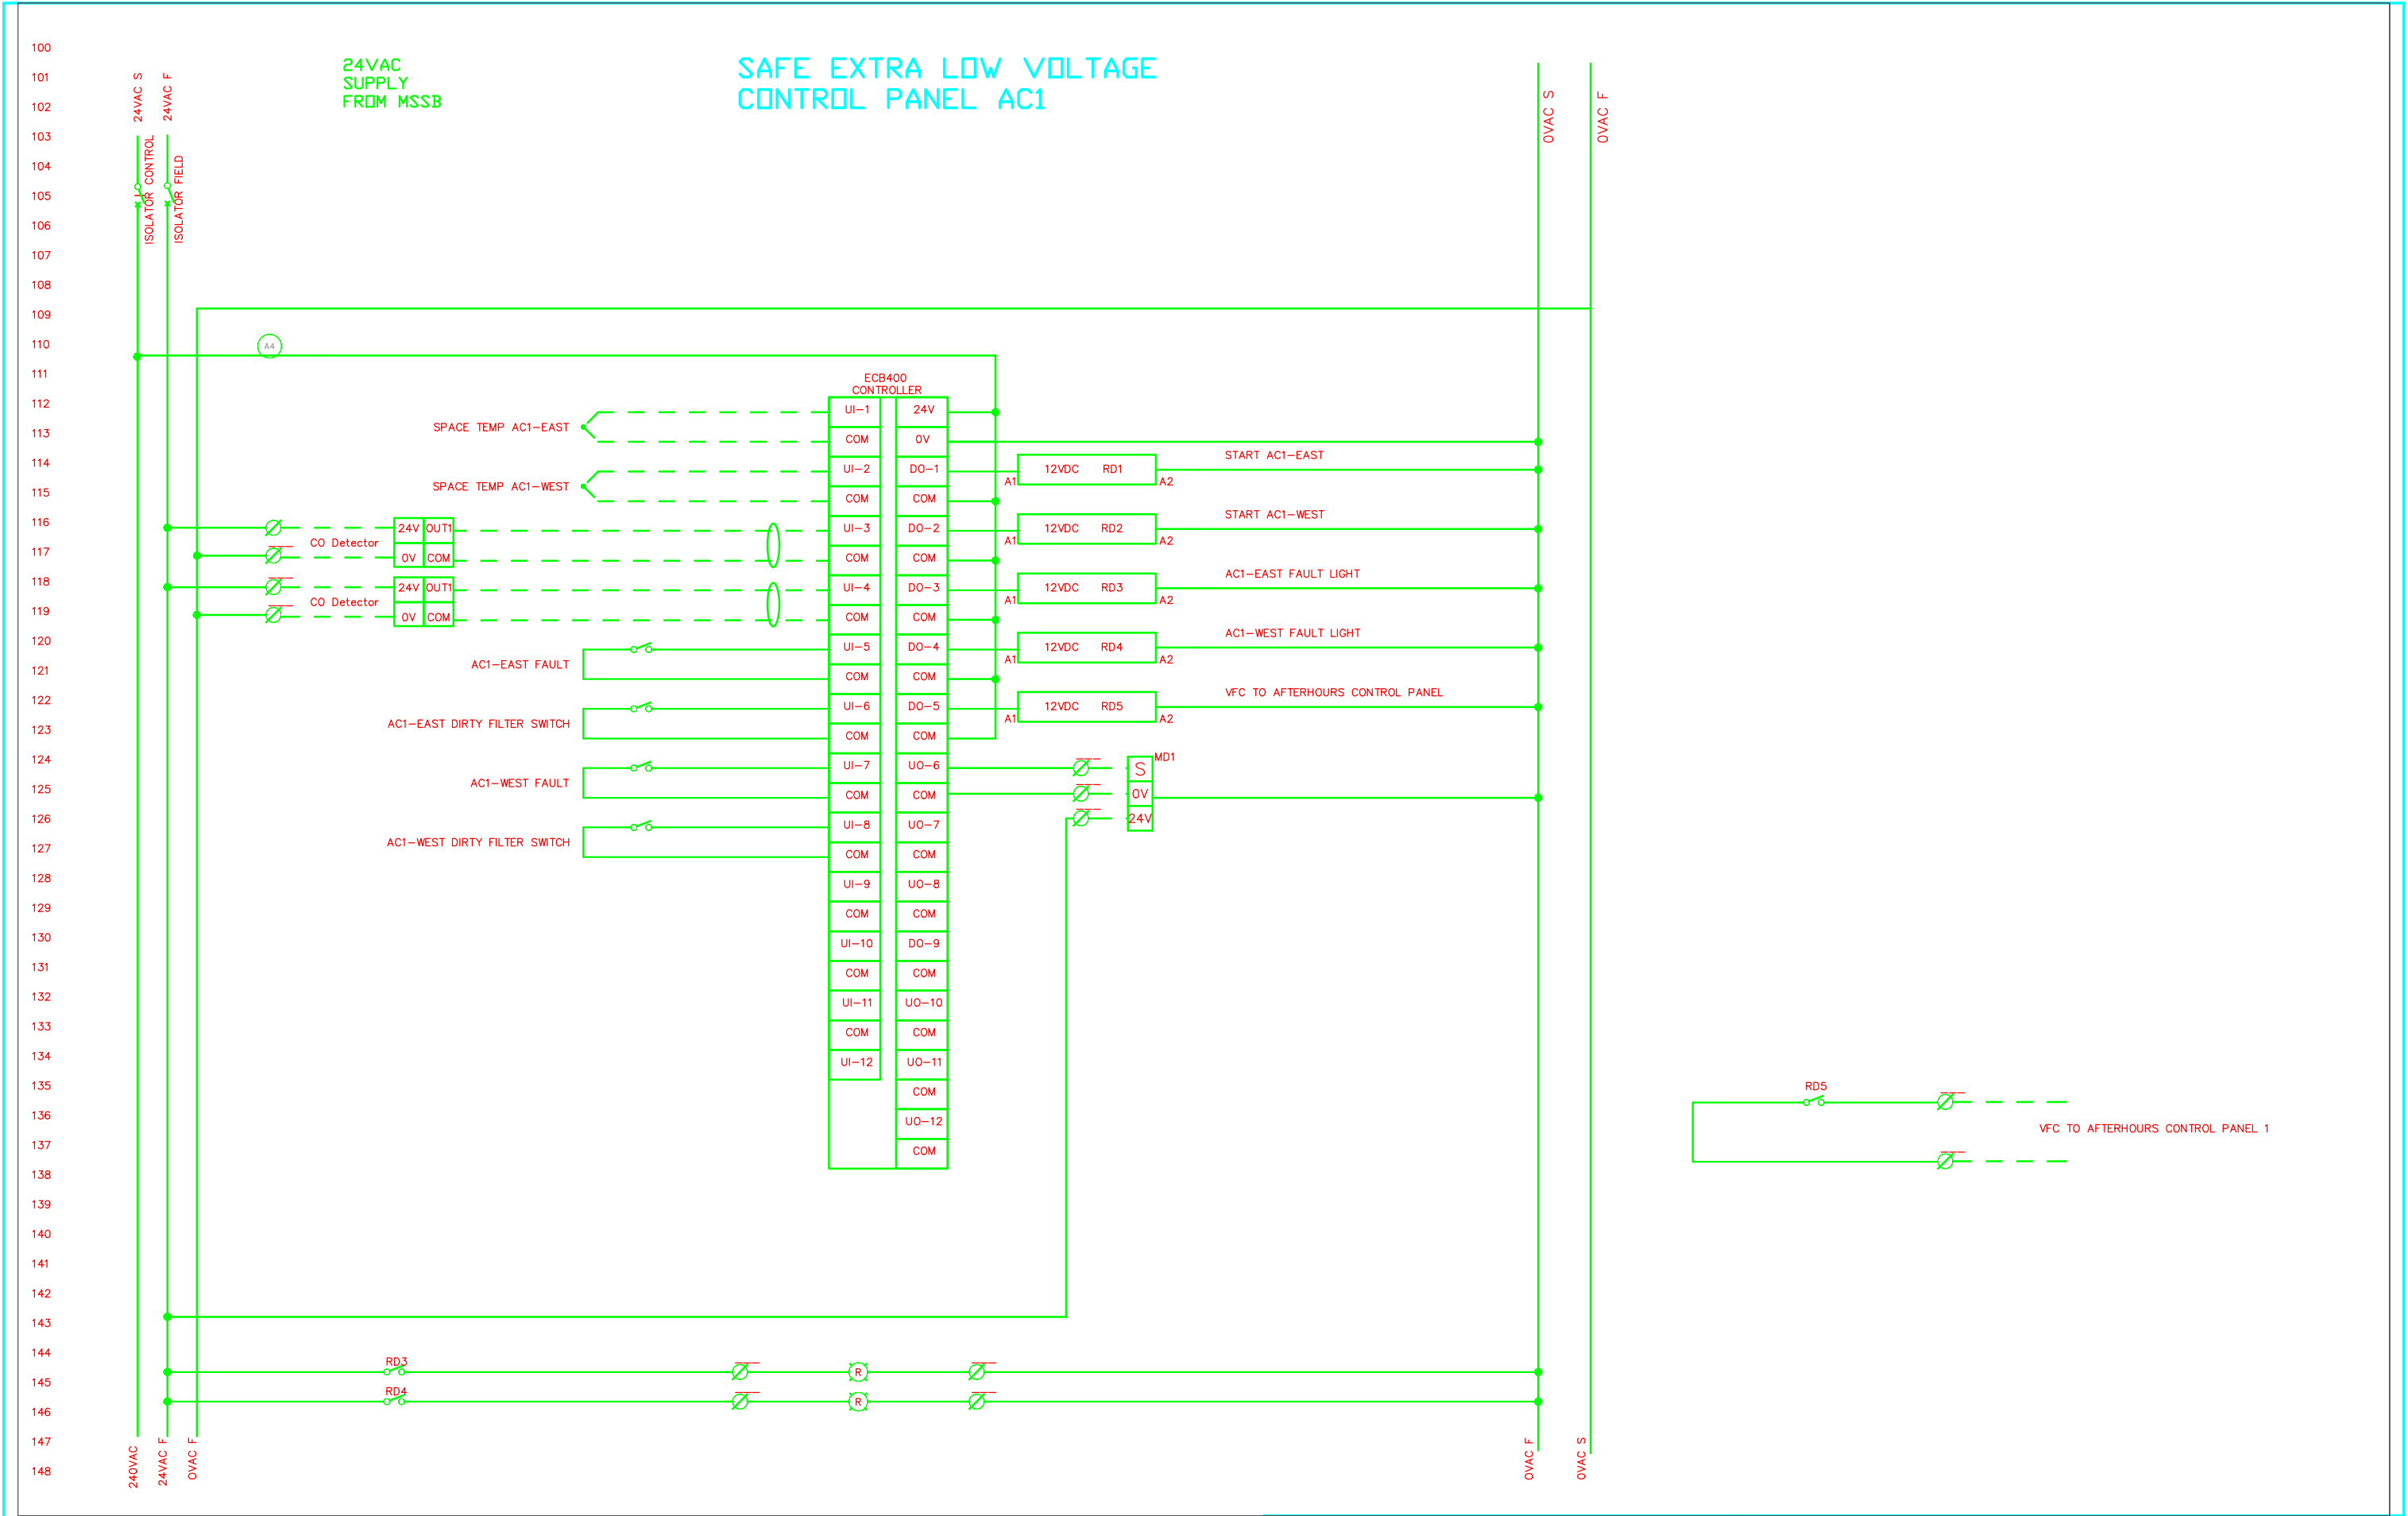 100
101
102
103
104
105
106
107
108
109
110
111
112
113
114
115
116
117
118
119
120
121
122
123
124
125
126
127
128
129
130
131
132
133
134
135
136
137
138
139
140
141
142
143
144
145
146
147
148
24VAC S
24VAC F
ISOLATOR CONTROL
ISOLATOR FIELD
24VAC
SUPPLY
FROM MSSB
SAFE EXTRA LOW VOLTAGE
CONTROL PANEL AC1
0VAC S
0VAC F
A4
ECB400
CONTROLLER
SPACE TEMP AC1-EAST
SPACE TEMP AC1-WEST
CO Detector
24V OUT1
0V COM
CO Detector
24V OUT1
0V COM
AC1-EAST FAULT
AC1-EAST DIRTY FILTER SWITCH
AC1-WEST FAULT
AC1-WEST DIRTY FILTER SWITCH
UI-1 24V
COM 0V
UI-2 DO-1
COM COM
UI-3 DO-2
COM COM
UI-4 DO-3
COM COM
UI-5 DO-4
COM COM
UI-6 DO-5
COM COM
UI-7 UO-6
COM COM
UI-8 UO-7
COM COM
UI-9 UO-8
COM COM
UI-10 DO-9
COM COM
UI-11 UO-10
COM COM
UI-12 UO-11
COM
UO-12
COM
A1 12VDC RD1 A2 START AC1-EAST
A1 12VDC RD2 A2 START AC1-WEST
A1 12VDC RD3 A2 AC1-EAST FAULT LIGHT
A1 12VDC RD4 A2 AC1-WEST FAULT LIGHT
A1 12VDC RD5 A2 VFC TO AFTERHOURS CONTROL PANEL
MD1
S
0V
24V
RD5
VFC TO AFTERHOURS CONTROL PANEL 1
RD3
R
RD4
R
240VAC
24VAC F
0VAC F
0VAC F
0VAC S